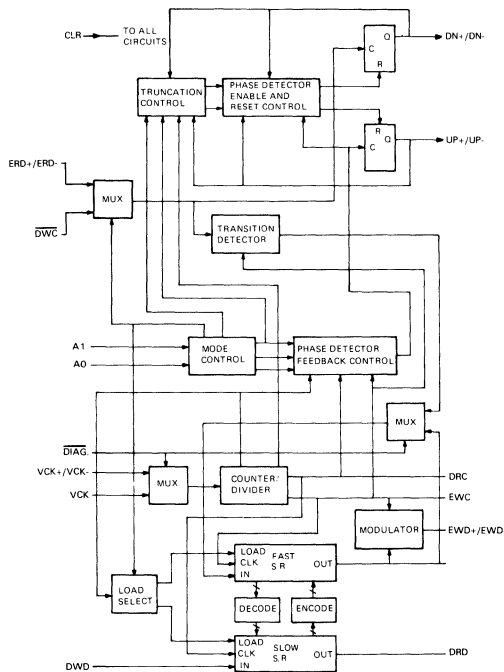 CLR
TO ALL
CIRCUITS
Q
C
R
DN+/DN-
TRUNCATION
CONTROL
PHASE DETECTOR
ENABLE AND
RESET CONTROL
R
Q
C
UP+/UP-
ERD+/ERD-
MUX
DWC
TRANSITION
DETECTOR
A1
A0
MODE
CONTROL
PHASE DETECTOR
FEEDBACK CONTROL
MUX
DIAG.
VCK+/VCK-
VCK
MUX
COUNTER/
DIVIDER
DRC
EWC
MODULATOR
EWD+/EWD
LOAD
SELECT
LOAD
CLK
IN
FAST
S.R
OUT
DECODE
ENCODE
LOAD
CLK
IN
SLOW
S.R
OUT
DWD
DRD